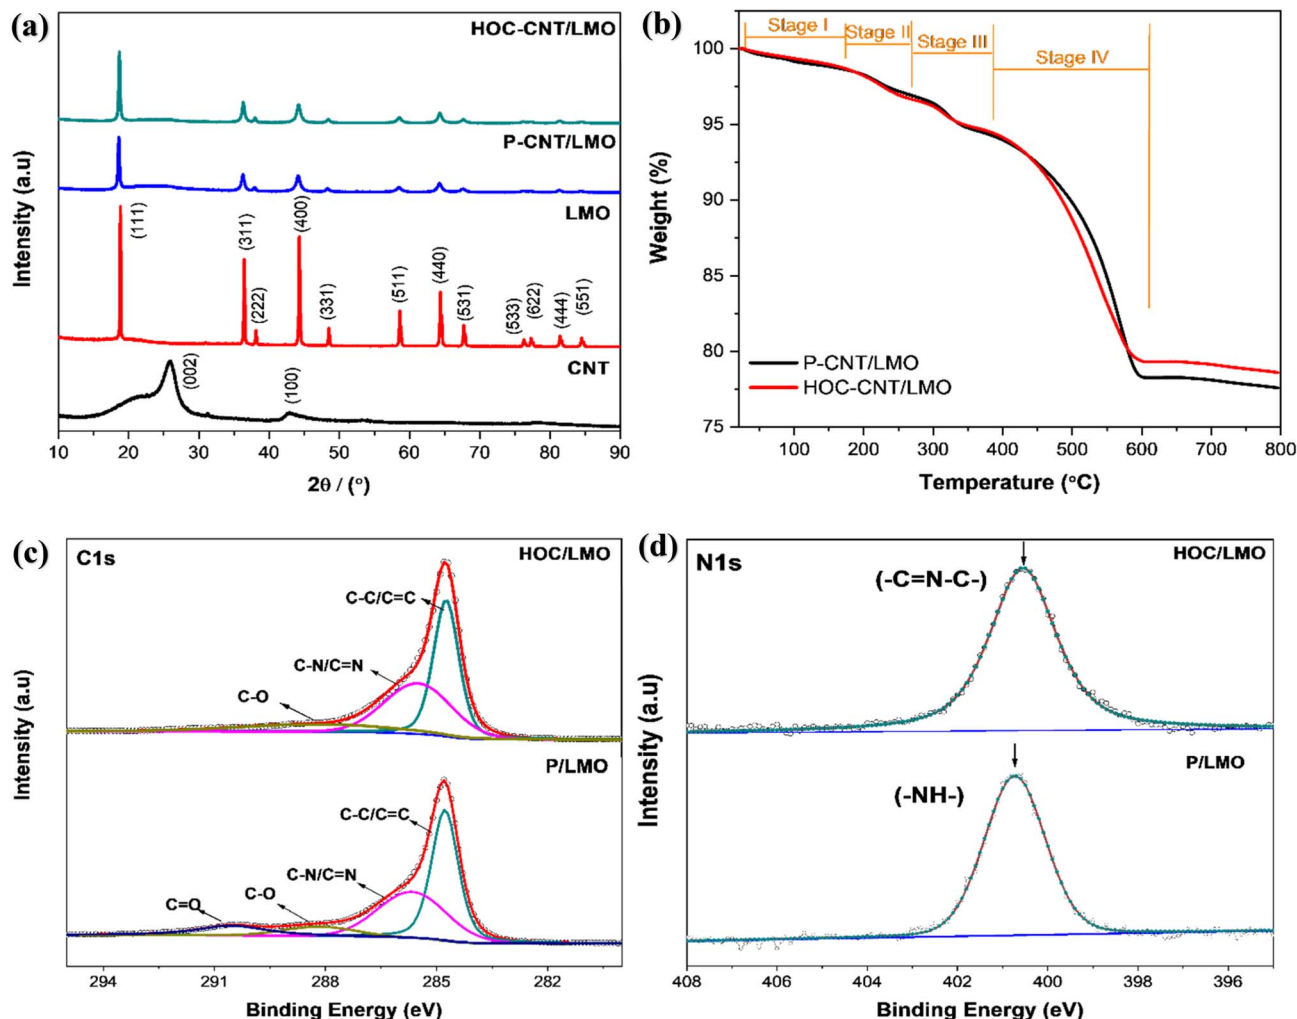 (a)
HOC-CNT/LMO
P-CNT/LMO
LMO
(111)
(311)
(222)
(400)
(331)
(511)
(440)
(531)
(533)
(622)
(444)
(551)
CNT
(002)
(100)
Intensity (a.u)
10 20 30 40 50 60 70 80 90
2θ / (°)
(b)
Stage I
Stage II
Stage III
Stage IV
100
95
90
85
80
75
Weight (%)
P-CNT/LMO
HOC-CNT/LMO
100 200 300 400 500 600 700 800
Temperature (°C)
(c)
C1s
HOC/LMO
C-C/C=C
C-N/C=N
C-O
P/LMO
C-C/C=C
C-N/C=N
C-O
C=O
Intensity (a.u)
294 291 288 285 282
Binding Energy (eV)
(d)
N1s
HOC/LMO
(-C=N-C-)
P/LMO
(-NH-)
Intensity (a.u)
408 406 404 402 400 398 396
Binding Energy (eV)